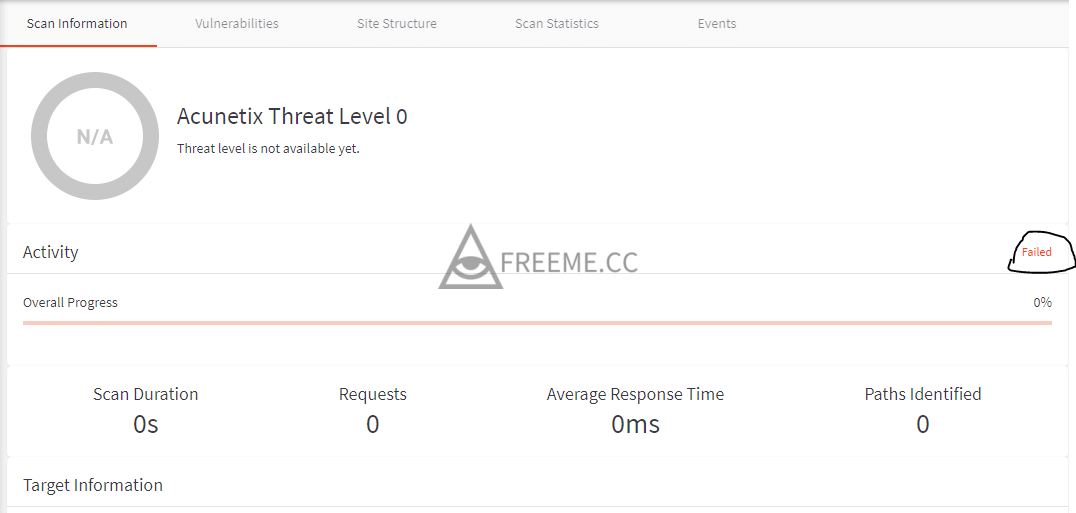 Scan Information Vulnerabilities Site Structure Scan Statistics Events
N/A
Acunetix Threat Level 0
Threat level is not available yet.
Activity Failed
FREEME.CC
Overall Progress 0%
Scan Duration Requests Average Response Time Paths Identified
0s 0 0ms 0
Target Information